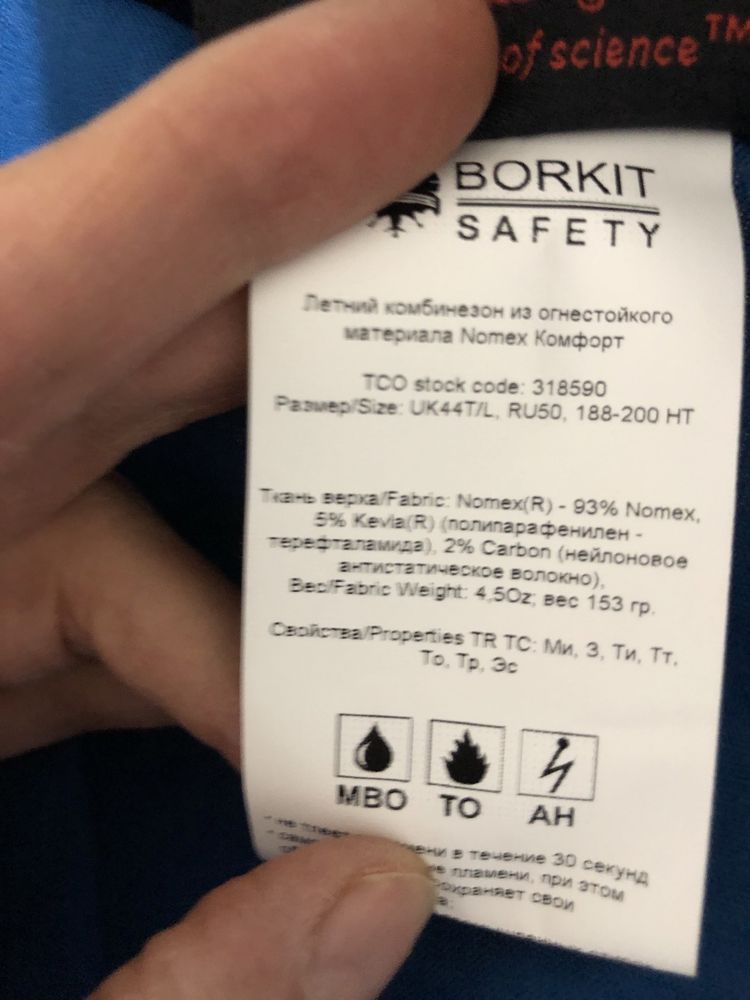 of science™
BORKIT
SAFETY
Летний комбинезон из огнестойкого
материала Nomex Комфорт
TCO stock code: 318590
Размер/Size: UK44T/L, RU50, 188-200 HT
Ткань верха/Fabric: Nomex(R) - 93% Nomex,
5% Kevla(R) (полипарафенилен -
терефталамида), 2% Carbon (нейлоновое
антистатическое волокно),
Вес/Fabric Weight: 4,5Oz; вес 153 гр.
Свойства/Properties TR TC: Ми, З, Ти, Тт,
То, Тр, Эс
МВО ТО АН
* не в течение 30 секунд
пламени, при этом
свои